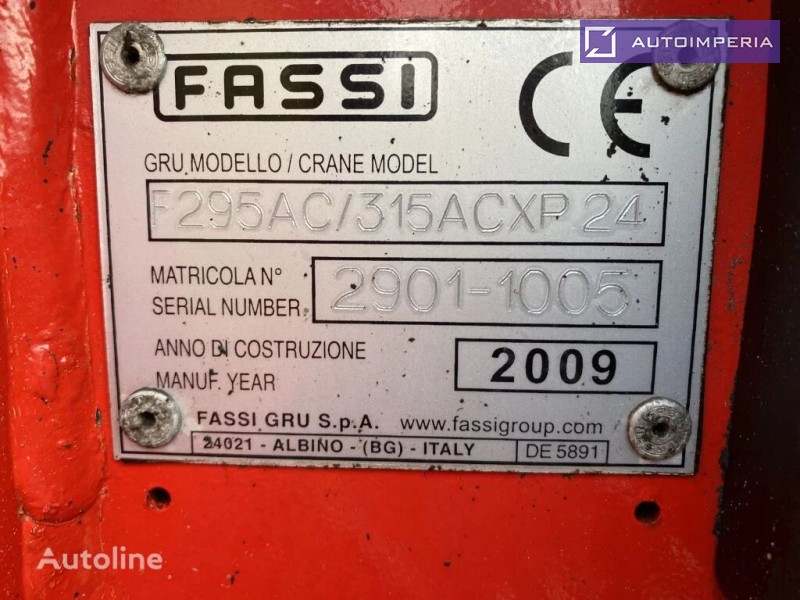 AUTOIMPERIA
FASSI CE
GRU MODELLO / CRANE MODEL
F295AC/315ACXP 24
MATRICOLA N°
SERIAL NUMBER 2901-1005
ANNO DI COSTRUZIONE
MANUF. YEAR 2009
FASSI GRU S.p.A. www.fassigroup.com
24021 - ALBINO - (BG) - ITALY DE 5891
Autoline